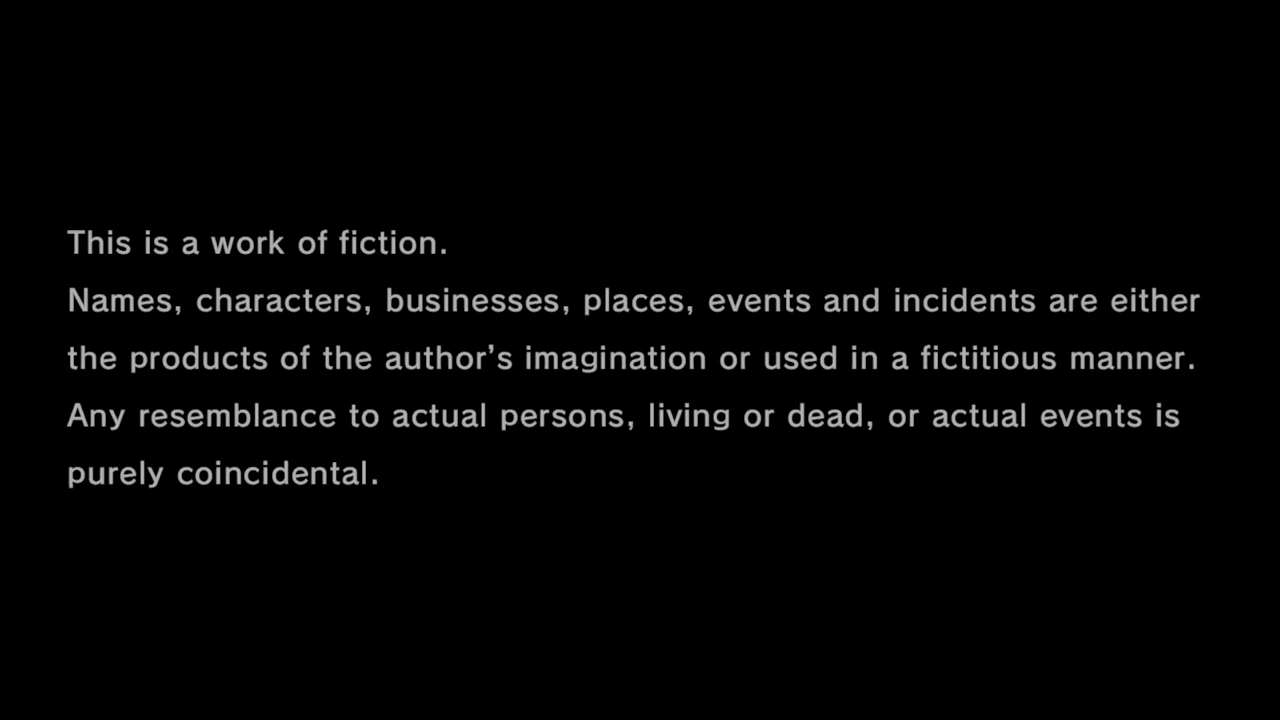 This is a work of fiction.
Names, characters, businesses, places, events and incidents are either
the products of the author’s imagination or used in a fictitious manner.
Any resemblance to actual persons, living or dead, or actual events is
purely coincidental.